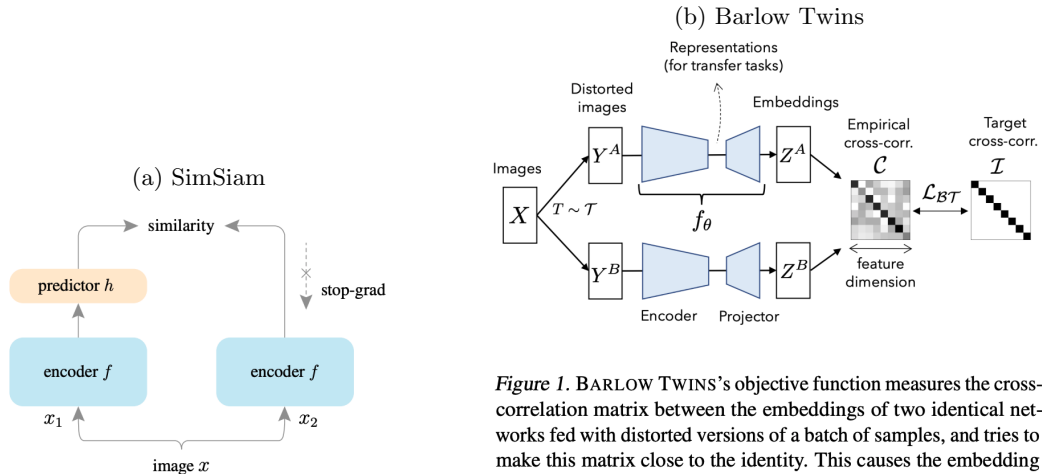 (a) SimSiam
similarity
predictor h
stop-grad
encoder f
encoder f
x₁
x₂
image x
(b) Barlow Twins
Representations
(for transfer tasks)
Distorted
images
Embeddings
Empirical
cross-corr.
C
Target
cross-corr.
I
Images
X
T ~ T
Y^A
Z^A
f_θ
L_BT
Y^B
Z^B
feature
dimension
Encoder
Projector
Figure 1. BARLOW TWINS's objective function measures the cross-
correlation matrix between the embeddings of two identical net-
works fed with distorted versions of a batch of samples, and tries to
make this matrix close to the identity. This causes the embedding